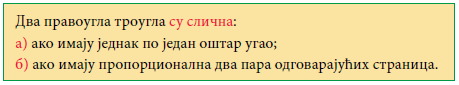 Два правоугла троугла су слична:
а) ако имају једнак по један оштар угао;
б) ако имају пропорционална два пара одговарајућих страница.